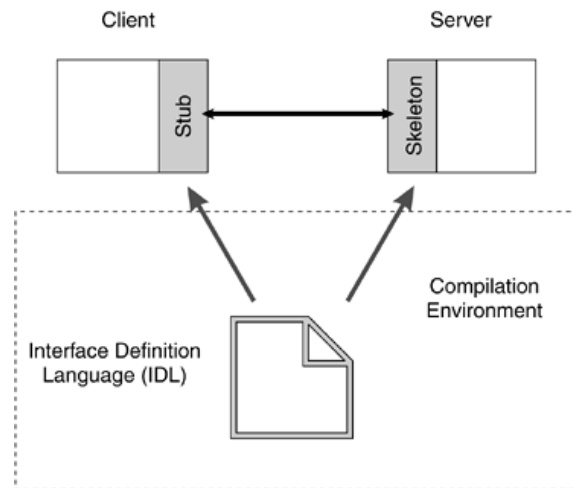 Client
Server
Stub
Skeleton
Compilation
Environment
Interface Definition
Language (IDL)